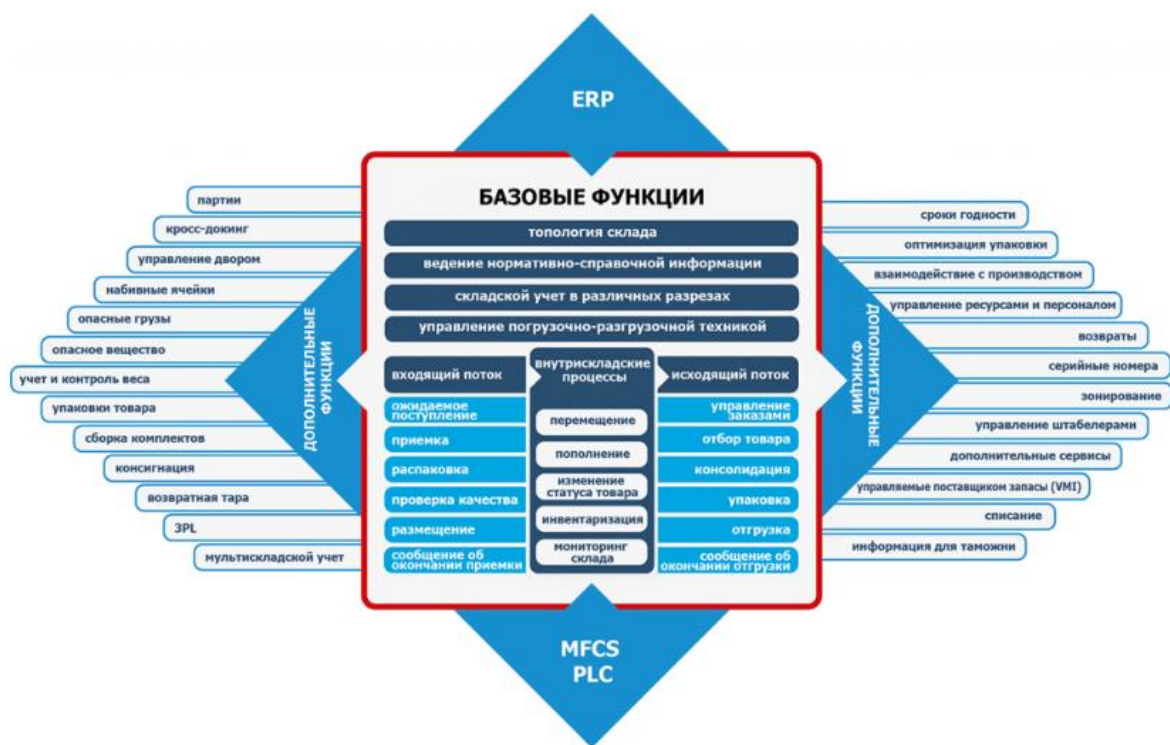 ERP
БАЗОВЫЕ ФУНКЦИИ
топология склада
ведение нормативно-справочной информации
складской учет в различных разрезах
управление погрузочно-разгрузочной техникой
входящий поток
ожидаемое
поступление
приемка
распаковка
проверка качества
размещение
сообщение об
окончании приемки
внутрискладские
процессы
перемещение
пополнение
изменение
статуса товара
инвентаризация
мониторинг
склада
исходящий поток
управление
заказами
отбор товара
консолидация
упаковка
отгрузка
сообщение об
окончании отгрузки
ДОПОЛНИТЕЛЬНЫЕ
ФУНКЦИИ
партии
кросс-докинг
управление двором
набивные ячейки
опасные грузы
опасное вещество
учет и контроль веса
упаковки товара
сборка комплектов
консигнация
возвратная тара
3PL
мультискладской учет
ДОПОЛНИТЕЛЬНЫЕ
ФУНКЦИИ
сроки годности
оптимизация упаковки
взаимодействие с производством
управление ресурсами и персоналом
возвраты
серийные номера
зонирование
управление штабелерами
дополнительные сервисы
управляемые поставщиком запасы (VMI)
списание
информация для таможни
MFCS
PLC